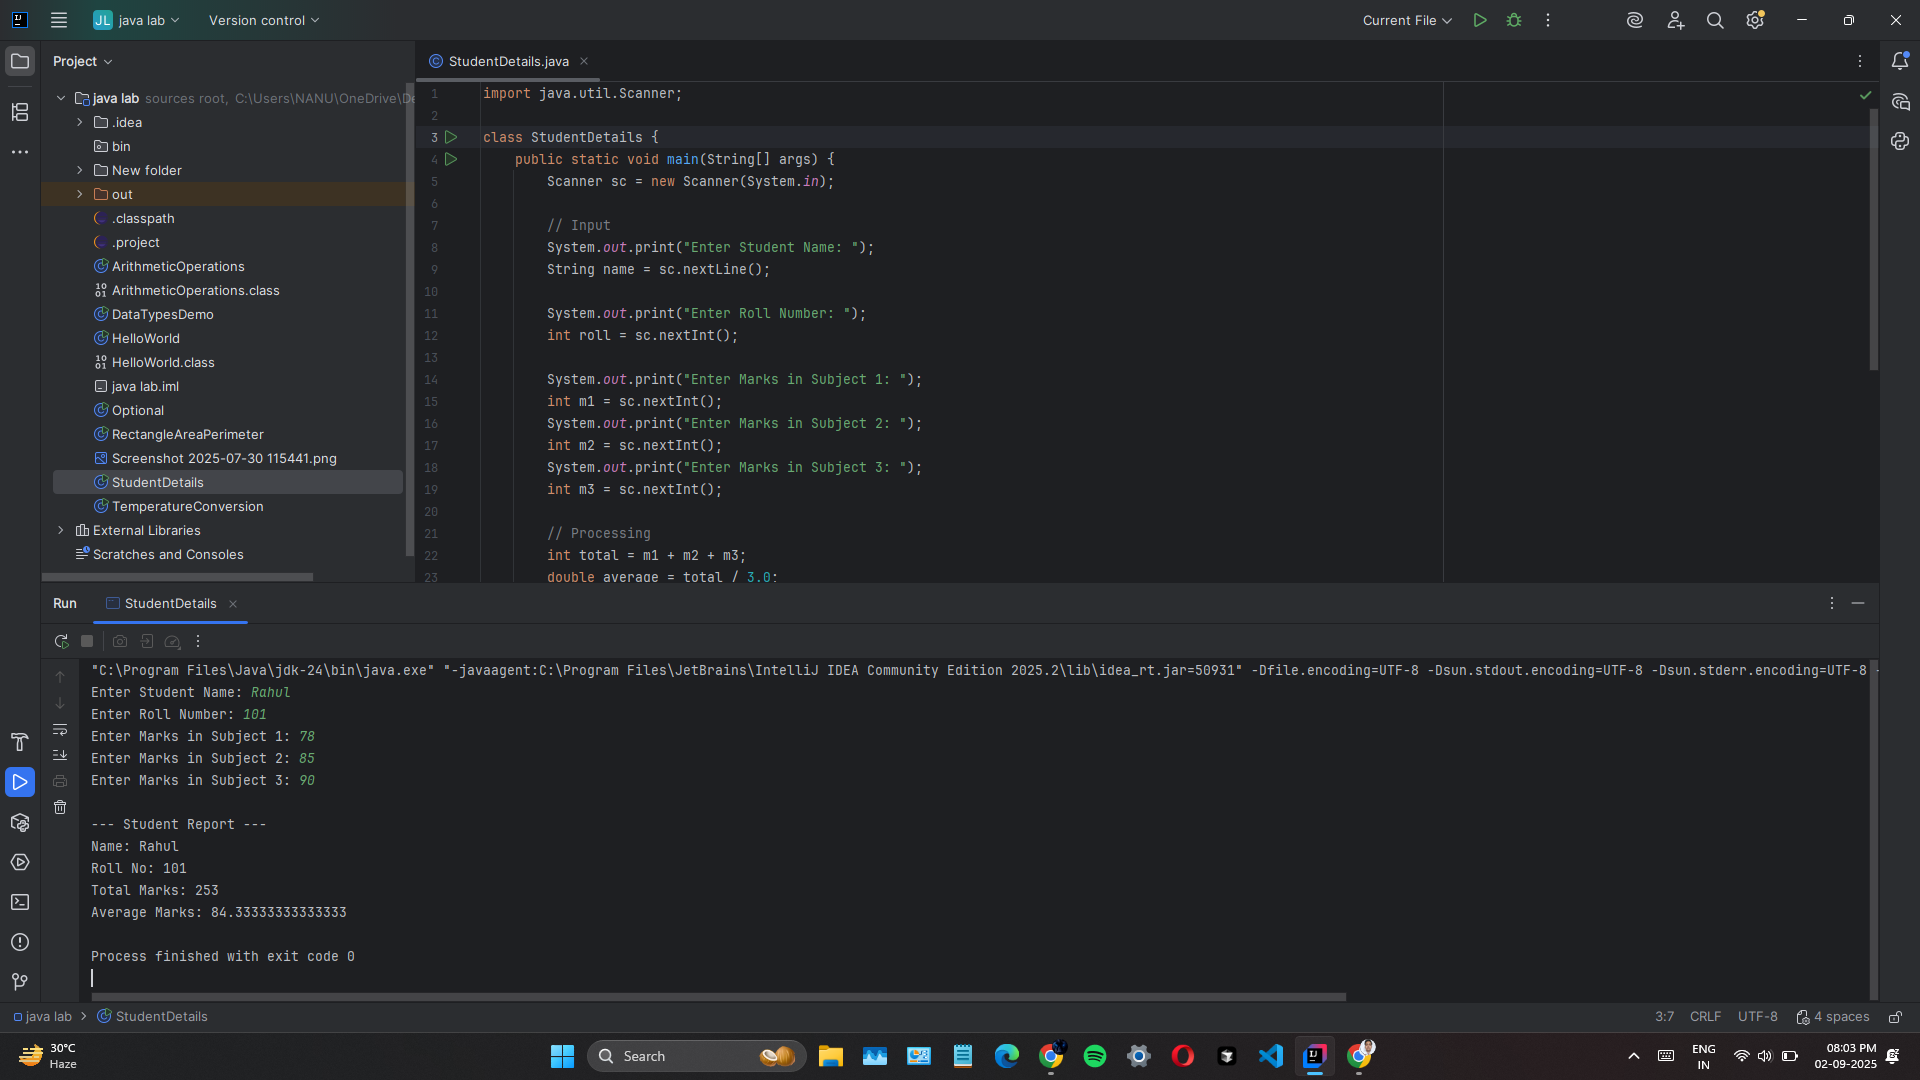 JL java lab Version control Current File
Project
java lab sources root, C:\Users\NANU\OneDrive\De
.idea
bin
New folder
out
.classpath
.project
ArithmeticOperations
ArithmeticOperations.class
DataTypesDemo
HelloWorld
HelloWorld.class
java lab.iml
Optional
RectangleAreaPerimeter
Screenshot 2025-07-30 115441.png
StudentDetails
TemperatureConversion
External Libraries
Scratches and Consoles
StudentDetails.java
1 import java.util.Scanner;
2
3 class StudentDetails {
4 public static void main(String[] args) {
5 Scanner sc = new Scanner(System.in);
6
7 // Input
8 System.out.print("Enter Student Name: ");
9 String name = sc.nextLine();
10
11 System.out.print("Enter Roll Number: ");
12 int roll = sc.nextInt();
13
14 System.out.print("Enter Marks in Subject 1: ");
15 int m1 = sc.nextInt();
16 System.out.print("Enter Marks in Subject 2: ");
17 int m2 = sc.nextInt();
18 System.out.print("Enter Marks in Subject 3: ");
19 int m3 = sc.nextInt();
20
21 // Processing
22 int total = m1 + m2 + m3;
23 double average = total / 3.0;
Run StudentDetails
"C:\Program Files\Java\jdk-24\bin\java.exe" "-javaagent:C:\Program Files\JetBrains\IntelliJ IDEA Community Edition 2025.2\lib\idea_rt.jar=50931" -Dfile.encoding=UTF-8 -Dsun.stdout.encoding=UTF-8 -Dsun.stderr.encoding=UTF-8 -
Enter Student Name: Rahul
Enter Roll Number: 101
Enter Marks in Subject 1: 78
Enter Marks in Subject 2: 85
Enter Marks in Subject 3: 90
--- Student Report ---
Name: Rahul
Roll No: 101
Total Marks: 253
Average Marks: 84.33333333333333
Process finished with exit code 0
java lab StudentDetails 3:7 CRLF UTF-8 4 spaces
30°C
Haze
Search
ENG
IN
08:03 PM
02-09-2025